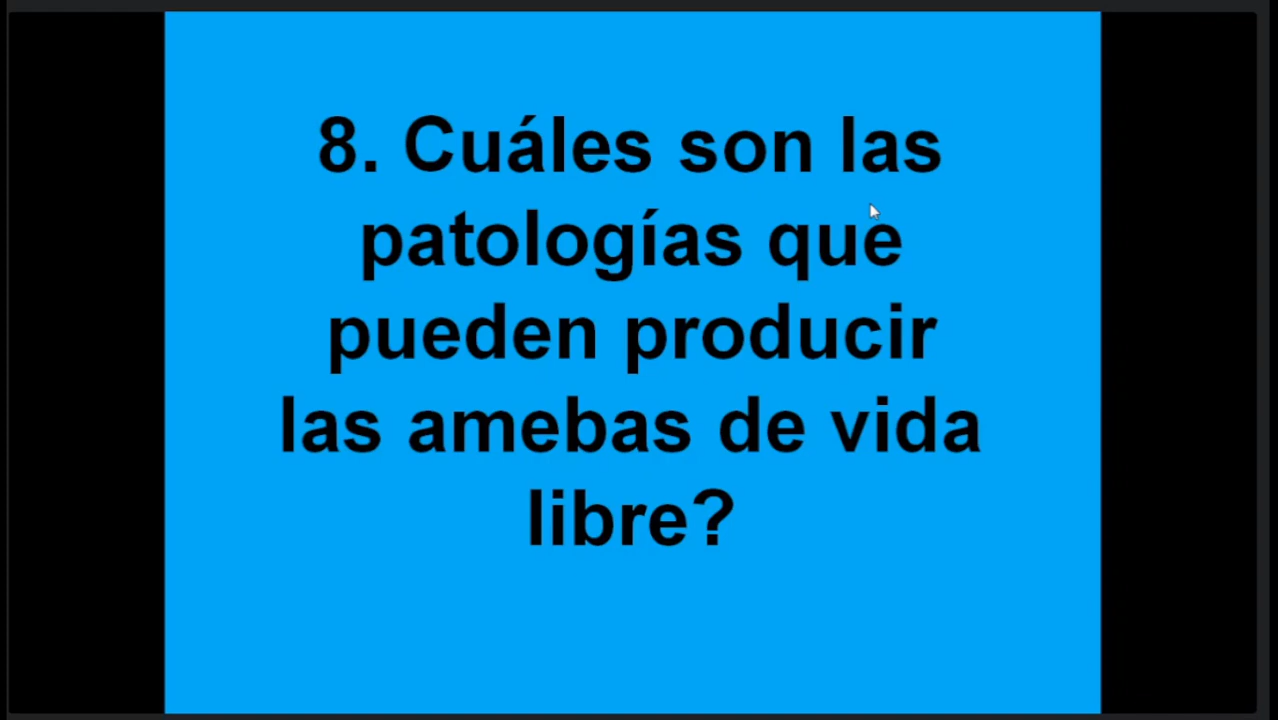 8. Cuáles son las
patologías que
pueden producir
las amebas de vida
libre?